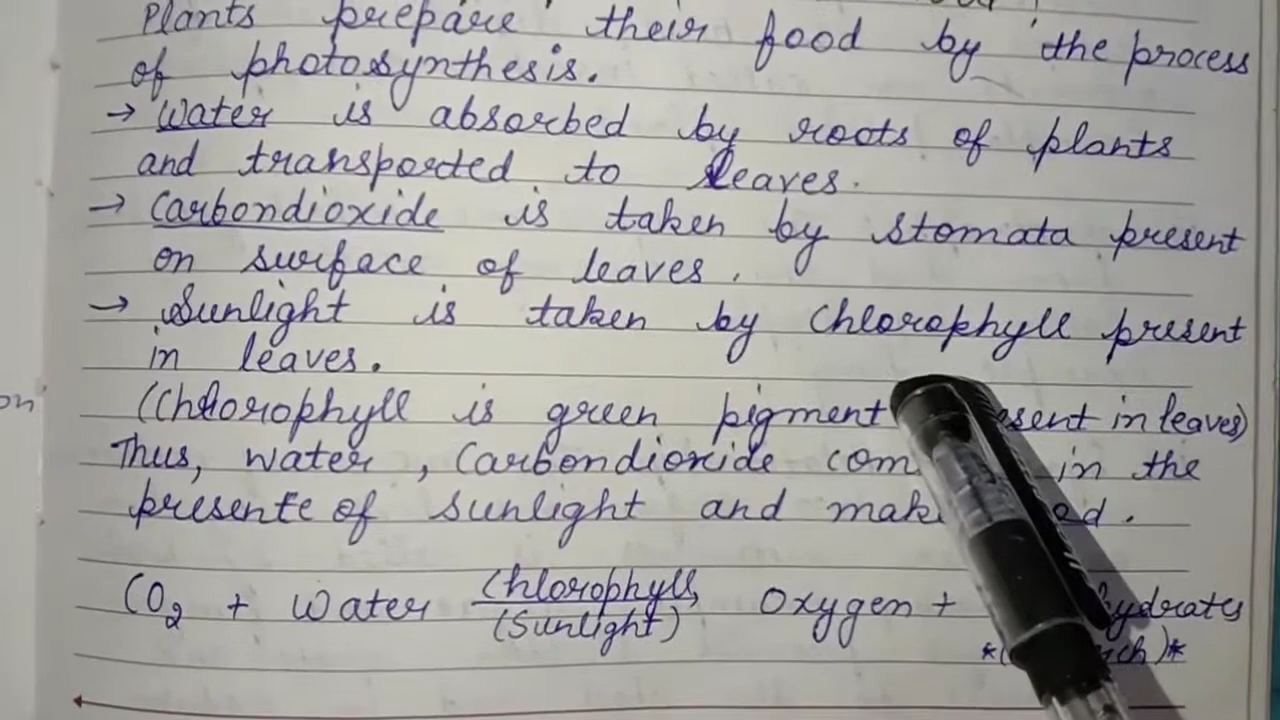 Plants prepare their food by the process
of photosynthesis.
→ Water is absorbed by roots of plants
and transported to leaves.
→ Carbondioxide is taken by stomata present
on surface of leaves.
→ Sunlight is taken by Chlorophyll present
in leaves.
(Chlorophyll is green pigment in leaves)
Thus, water, Carbondioxide in the
presente of sunlight and
CO2 + Water Chlorophyll Oxygen +
(Sunlight)
on